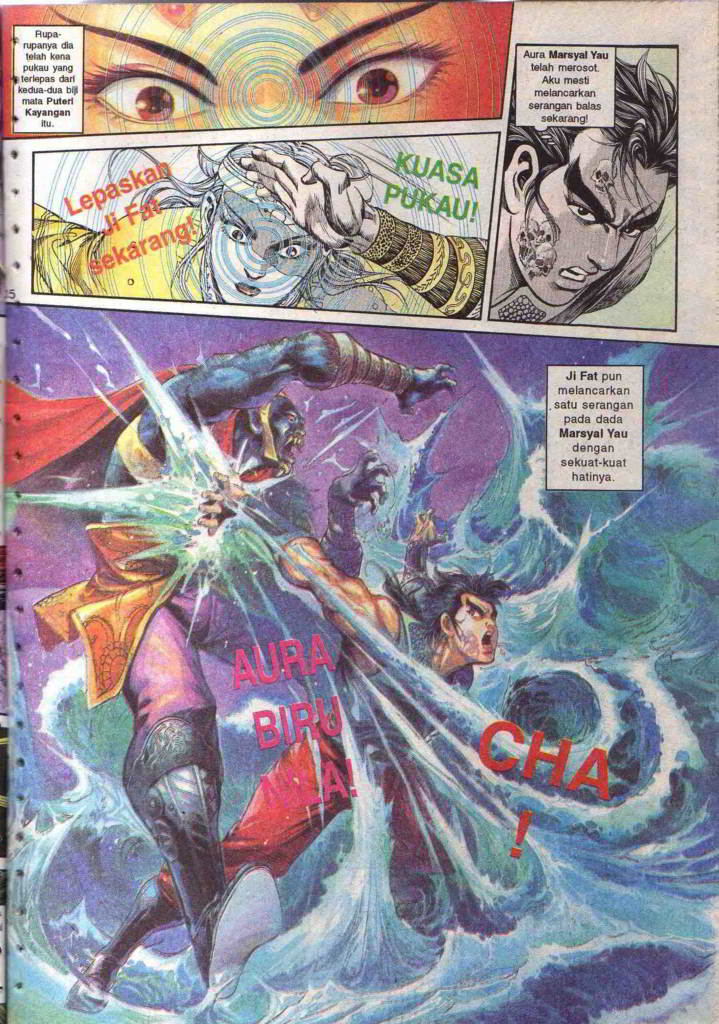 Rupa-
rupanya dia
telah kena
pukau yang
terlepas dari
kedua-dua biji
mata Puteri
Kayangan
itu.
Aura Marsyal Yau
telah merosot.
Aku mesti
melancarkan
serangan balas
sekarang!
Lepaskan
Ji Fat
sekarang!
KUASA
PUKAU!
5
Ji Fat pun
melancarkan
satu serangan
pada dada
Marsyal Yau
dengan
sekuat-kuat
hatinya.
AURA
BIRU
NILA!
CHA
!